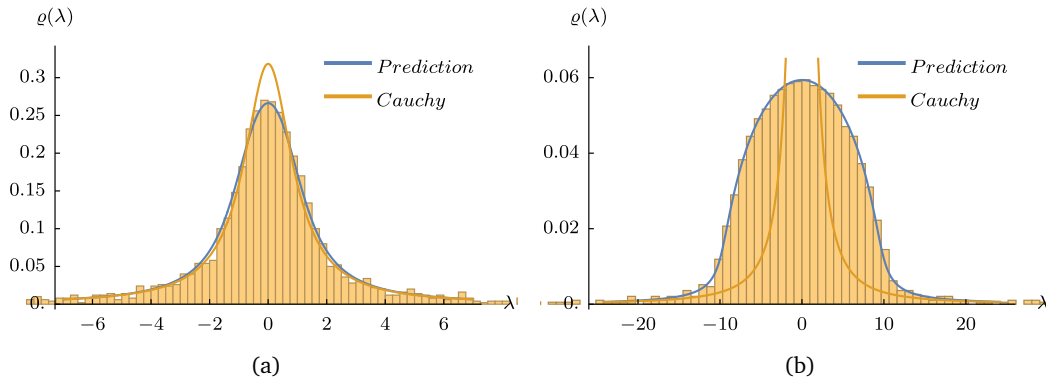 ϱ(λ)
0.3
0.25
0.2
0.15
0.1
0.05
0.
−6 −4 −2 0 2 4 6
λ
Prediction
Cauchy
(a)
ϱ(λ)
0.06
0.04
0.02
0.
−20 −10 0 10 20
λ
Prediction
Cauchy
(b)